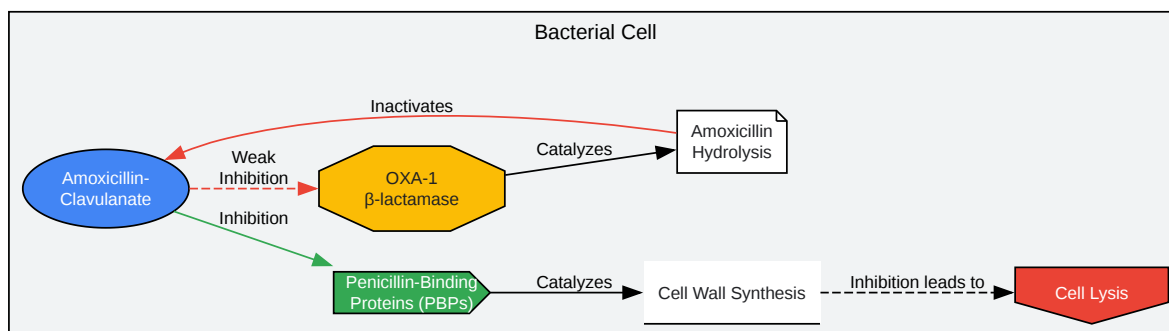 Bacterial Cell
Inactivates
Amoxicillin
Hydrolysis
Weak
Inhibition
Catalyzes
Amoxicillin-
Clavulanate
OXA-1
β-lactamase
Inhibition
Penicillin-Binding
Proteins (PBPs)
Catalyzes
Cell Wall Synthesis
Inhibition leads to
Cell Lysis